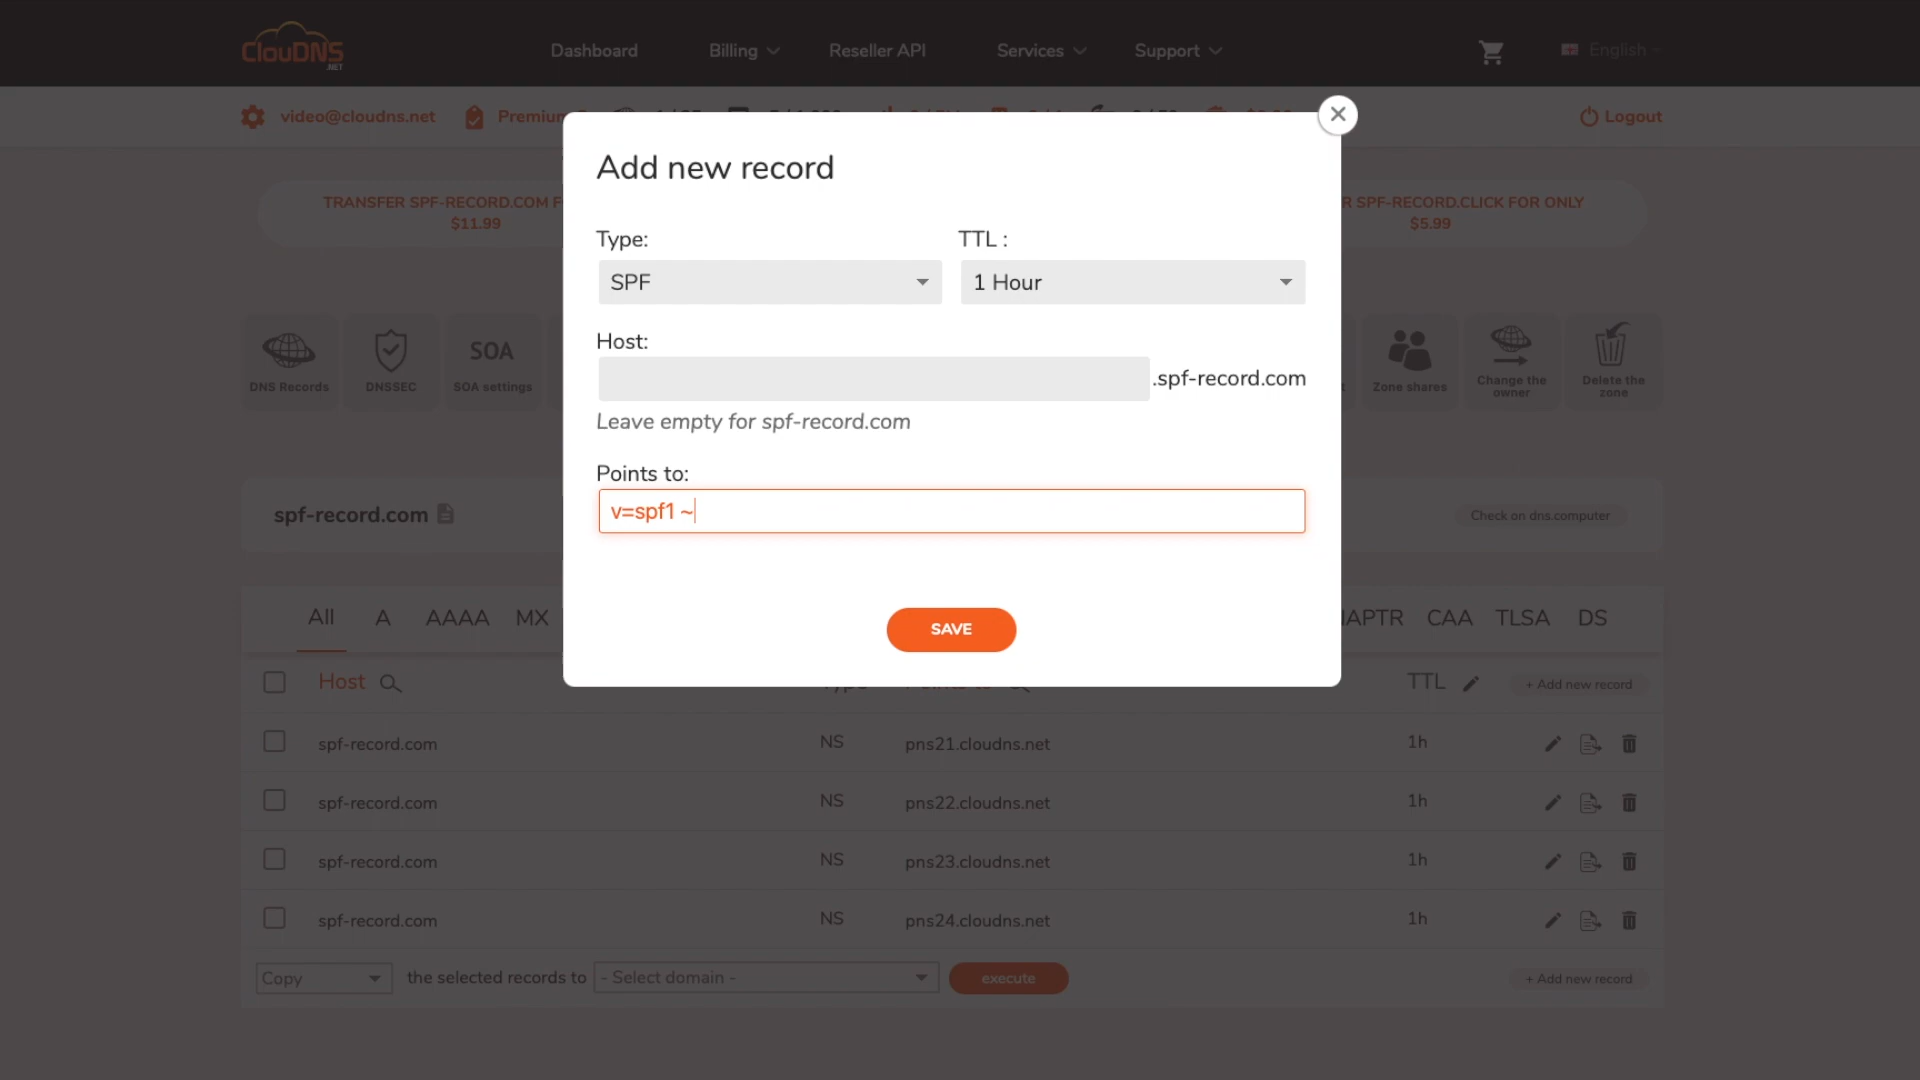 ClouDNS
.NET
Dashboard
Billing
Reseller API
Services
Support
English
video@cloudns.net
Premium
Logout
TRANSFER SPF-RECORD.COM F
$11.99
R SPF-RECORD.CLICK FOR ONLY
$5.99
Add new record
Type:
TTL :
SPF
1 Hour
Host:
.spf-record.com
Leave empty for spf-record.com
Points to:
v=spf1 ~
SAVE
DNS Records
DNSSEC
SOA
SOA settings
Zone shares
Change the
owner
Delete the
zone
spf-record.com
Check on dns.computer
All
A
AAAA
MX
NAPTR
CAA
TLSA
DS
Host
Type
Points to
TTL
+ Add new record
spf-record.com NS pns21.cloudns.net 1h
spf-record.com NS pns22.cloudns.net 1h
spf-record.com NS pns23.cloudns.net 1h
spf-record.com NS pns24.cloudns.net 1h
Copy the selected records to - Select domain - execute
+ Add new record